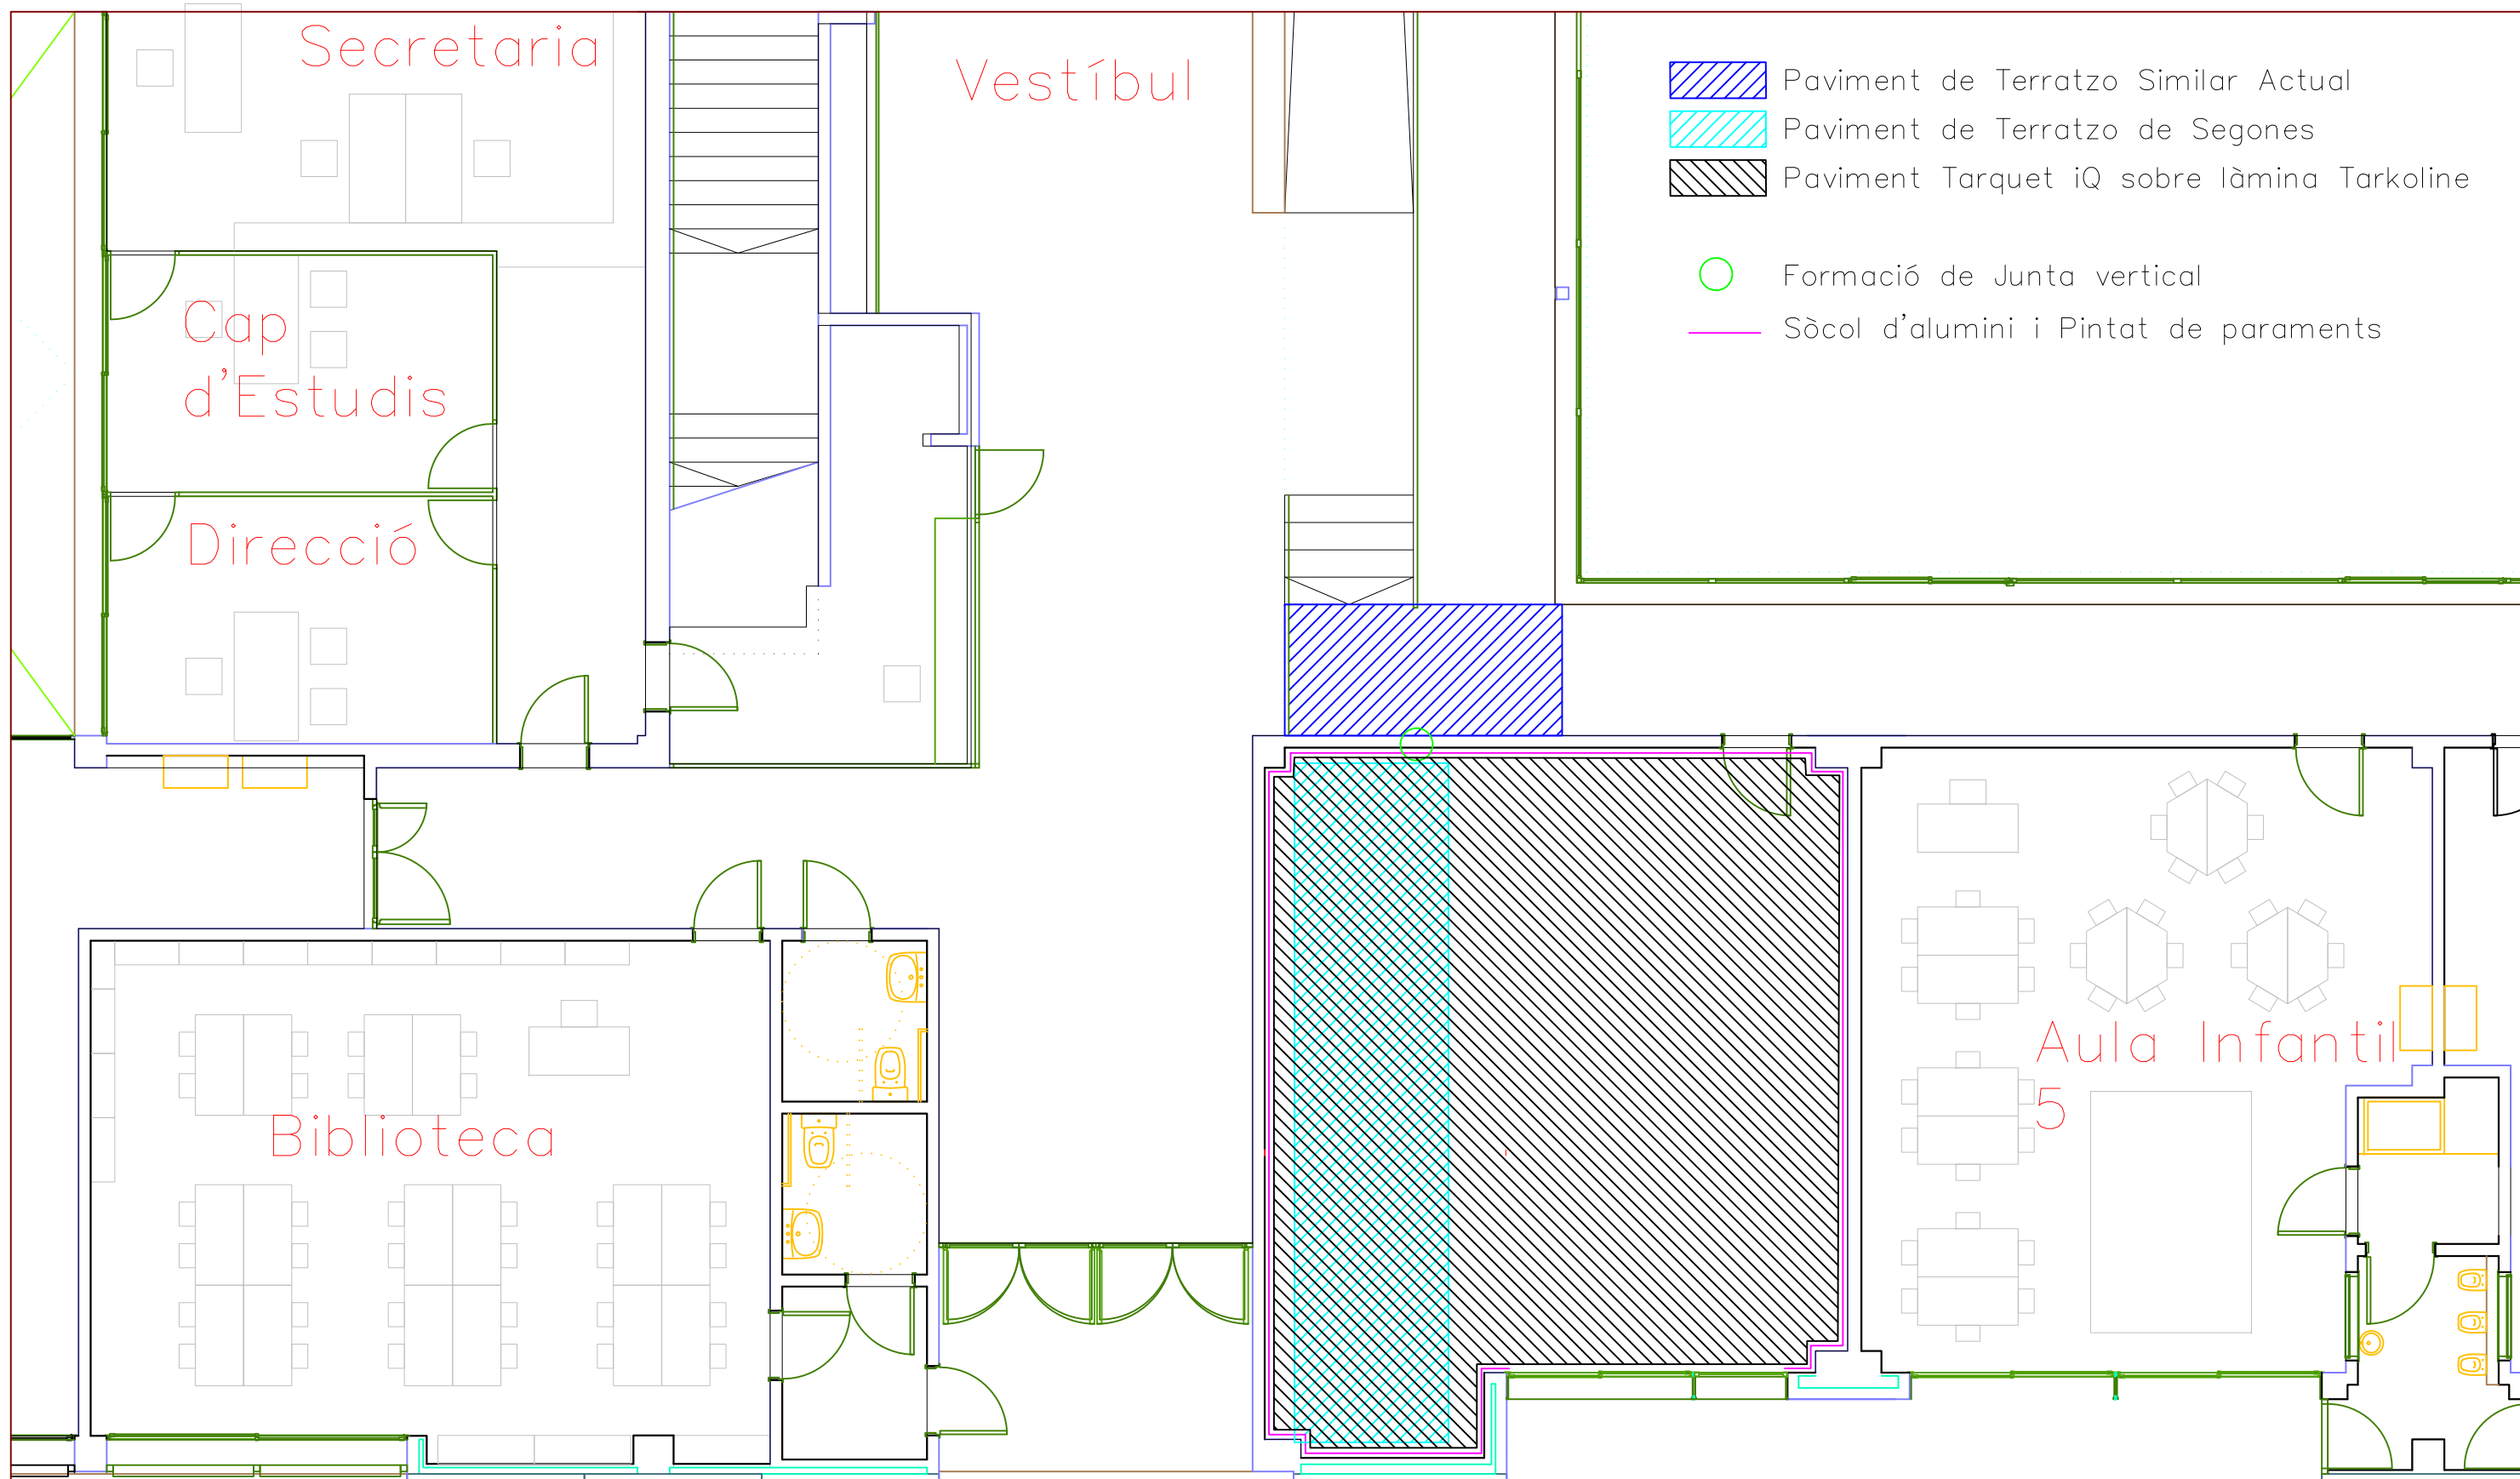 Secretaria
Vestíbul
Paviment de Terratzo Similar Actual
Paviment de Terratzo de Segones
Paviment Tarquet iQ sobre làmina Tarkoline
Formació de Junta vertical
Sòcol d'alumini i Pintat de paraments
Cap
d'Estudis
Direcció
Aula Infantil
5
Biblioteca